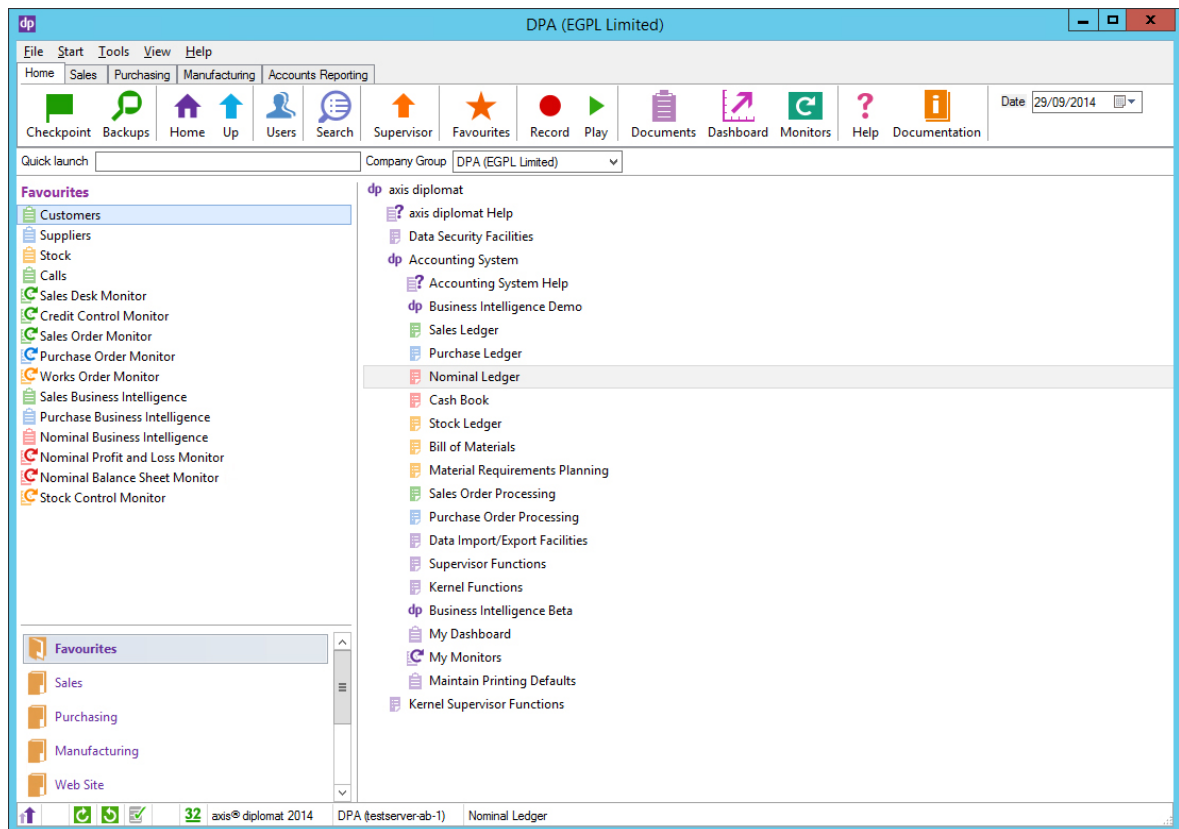 dp DPA (EGPL Limited) x
File Start Tools View Help
Home Sales Purchasing Manufacturing Accounts Reporting
Checkpoint Backups Home Up Users Search Supervisor Favourites Record Play Documents Dashboard Monitors Help Documentation Date 29/09/2014
Quick launch Company Group DPA (EGPL Limited)
Favourites
Customers
Suppliers
Stock
Calls
Sales Desk Monitor
Credit Control Monitor
Sales Order Monitor
Purchase Order Monitor
Works Order Monitor
Sales Business Intelligence
Purchase Business Intelligence
Nominal Business Intelligence
Nominal Profit and Loss Monitor
Nominal Balance Sheet Monitor
Stock Control Monitor
Favourites
Sales
Purchasing
Manufacturing
Web Site
dp axis diplomat
axis diplomat Help
Data Security Facilities
dp Accounting System
Accounting System Help
dp Business Intelligence Demo
Sales Ledger
Purchase Ledger
Nominal Ledger
Cash Book
Stock Ledger
Bill of Materials
Material Requirements Planning
Sales Order Processing
Purchase Order Processing
Data Import/Export Facilities
Supervisor Functions
Kernel Functions
dp Business Intelligence Beta
My Dashboard
My Monitors
Maintain Printing Defaults
Kernel Supervisor Functions
32 axis® diplomat 2014 DPA (testserver-ab-1) Nominal Ledger